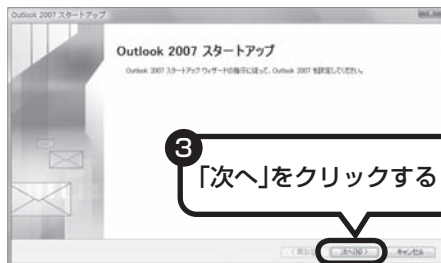 Outlook 2007 スタートアップ
Outlook 2007 スタートアップ
Outlook 2007 スタートアップ ウィザードの指示に従って、Outlook 2007 を設定してください。
3
「次へ」をクリックする
次へ(N) >
キャンセル